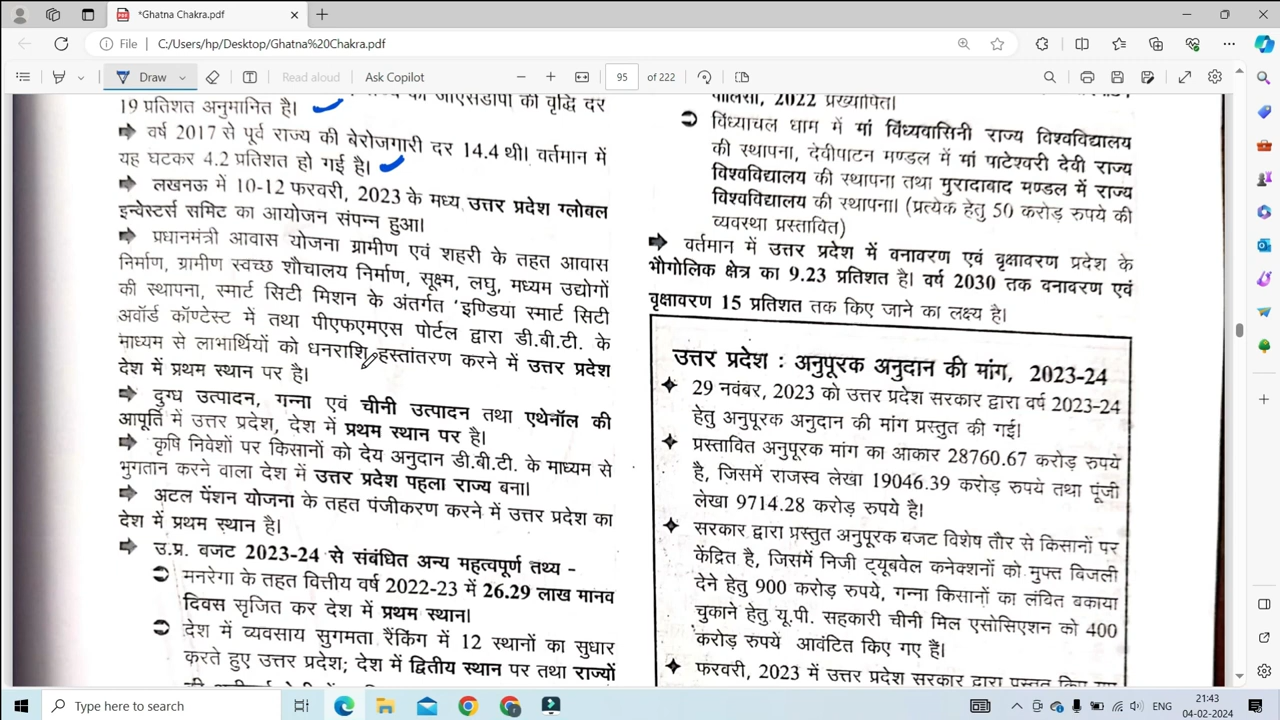 *Ghatna Chakra.pdf
File
C:/Users/hp/Desktop/Ghatna%20Chakra.pdf
Draw
Read aloud
Ask Copilot
95
of 222
19 प्रतिशत अनुमानित है।
की वृद्धि दर
वर्ष 2017 से पूर्व राज्य की बेरोजगारी दर 14.4 थी। वर्तमान में
यह घटकर 4.2 प्रतिशत हो गई है।
लखनऊ में 10-12 फरवरी, 2023 के मध्य उत्तर प्रदेश ग्लोबल
इन्वेस्टर्स समिट का आयोजन संपन्न हुआ।
प्रधानमंत्री आवास योजना ग्रामीण एवं शहरी के तहत आवास
निर्माण, ग्रामीण स्वच्छ शौचालय निर्माण, सूक्ष्म, लघु, मध्यम उद्योगों
की स्थापना, स्मार्ट सिटी मिशन के अंतर्गत 'इण्डिया स्मार्ट सिटी
अवॉर्ड कॉण्टेस्ट में तथा पीएफएमएस पोर्टल द्वारा डी.बी.टी. के
माध्यम से लाभार्थियों को धनराशि हस्तांतरण करने में उत्तर प्रदेश
देश में प्रथम स्थान पर है।
दुग्ध उत्पादन, गन्ना एवं चीनी उत्पादन तथा एथेनॉल की
आपूर्ति में उत्तर प्रदेश, देश में प्रथम स्थान पर है।
कृषि निवेशों पर किसानों को देय अनुदान डी.बी.टी. के माध्यम से
भुगतान करने वाला देश में उत्तर प्रदेश पहला राज्य बना।
अटल पेंशन योजना के तहत पंजीकरण करने में उत्तर प्रदेश का
देश में प्रथम स्थान है।
उ.प्र. बजट 2023-24 से संबंधित अन्य महत्वपूर्ण तथ्य -
मनरेगा के तहत वित्तीय वर्ष 2022-23 में 26.29 लाख मानव
दिवस सृजित कर देश में प्रथम स्थान।
देश में व्यवसाय सुगमता रैंकिंग में 12 स्थानों का सुधार
करते हुए उत्तर प्रदेश; देश में द्वितीय स्थान पर तथा राज्यों
पॉलिसी, 2022 प्रख्यापित।
विंध्याचल धाम में मां विंध्यवासिनी राज्य विश्वविद्यालय
की स्थापना, देवीपाटन मण्डल में मां पाटेश्वरी देवी राज्य
विश्वविद्यालय की स्थापना तथा मुरादाबाद मण्डल में राज्य
विश्वविद्यालय की स्थापना। (प्रत्येक हेतु 50 करोड़ रुपये की
व्यवस्था प्रस्तावित)
वर्तमान में उत्तर प्रदेश में वनावरण एवं वृक्षावरण प्रदेश के
भौगोलिक क्षेत्र का 9.23 प्रतिशत है। वर्ष 2030 तक वनावरण एवं
वृक्षावरण 15 प्रतिशत तक किए जाने का लक्ष्य है।
उत्तर प्रदेश : अनुपूरक अनुदान की मांग, 2023-24
29 नवंबर, 2023 को उत्तर प्रदेश सरकार द्वारा वर्ष 2023-24
हेतु अनुपूरक अनुदान की मांग प्रस्तुत की गई।
प्रस्तावित अनुपूरक मांग का आकार 28760.67 करोड़ रुपये
है, जिसमें राजस्व लेखा 19046.39 करोड़ रुपये तथा पूंजी
लेखा 9714.28 करोड़ रुपये है।
सरकार द्वारा प्रस्तुत अनुपूरक बजट विशेष तौर से किसानों पर
केंद्रित है, जिसमें निजी ट्यूबवेल कनेक्शनों को मुफ्त बिजली
देने हेतु 900 करोड़ रुपये, गन्ना किसानों का लंवित बकाया
चुकाने हेतु यू.पी. सहकारी चीनी मिल एसोसिएशन को 400
करोड़ रुपयें आवंटित किए गए हैं।
फरवरी, 2023 में उत्तर प्रदेश सरकार द्वारा प्रस्तुत किए गए
Type here to search
ENG
21:43
04-02-2024